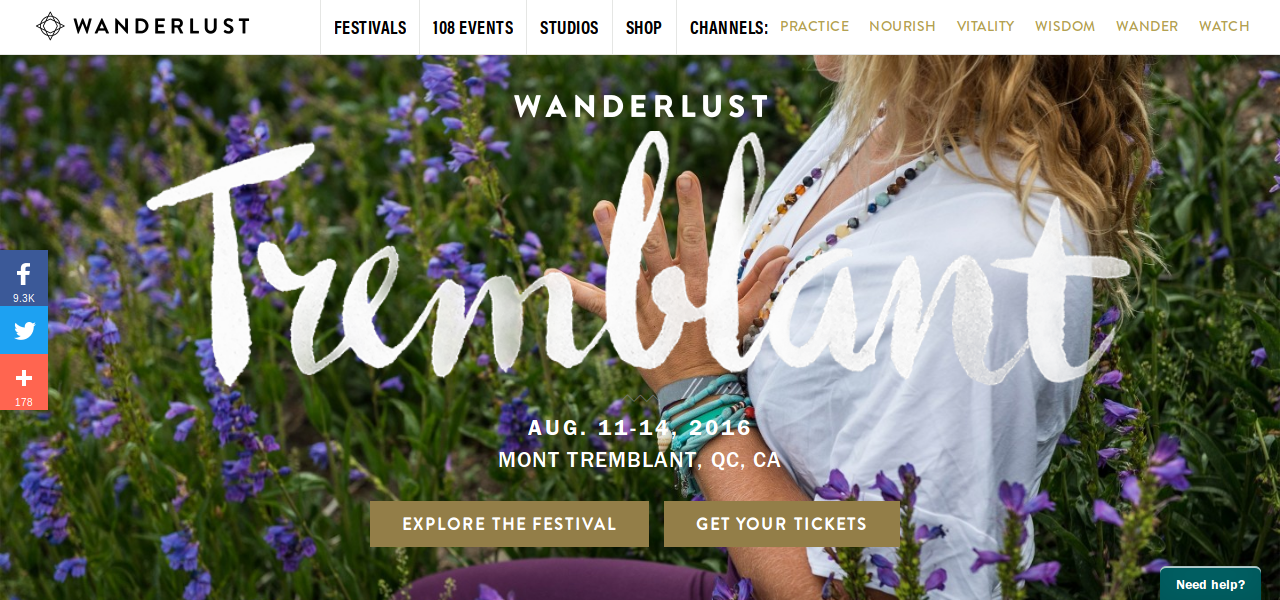 WANDERLUST
FESTIVALS 108 EVENTS STUDIOS SHOP CHANNELS: PRACTICE NOURISH VITALITY WISDOM WANDER WATCH
WANDERLUST
Tremblant
9.3K
178
AUG. 11-14, 2016
MONT TREMBLANT, QC, CA
EXPLORE THE FESTIVAL GET YOUR TICKETS
Need help?